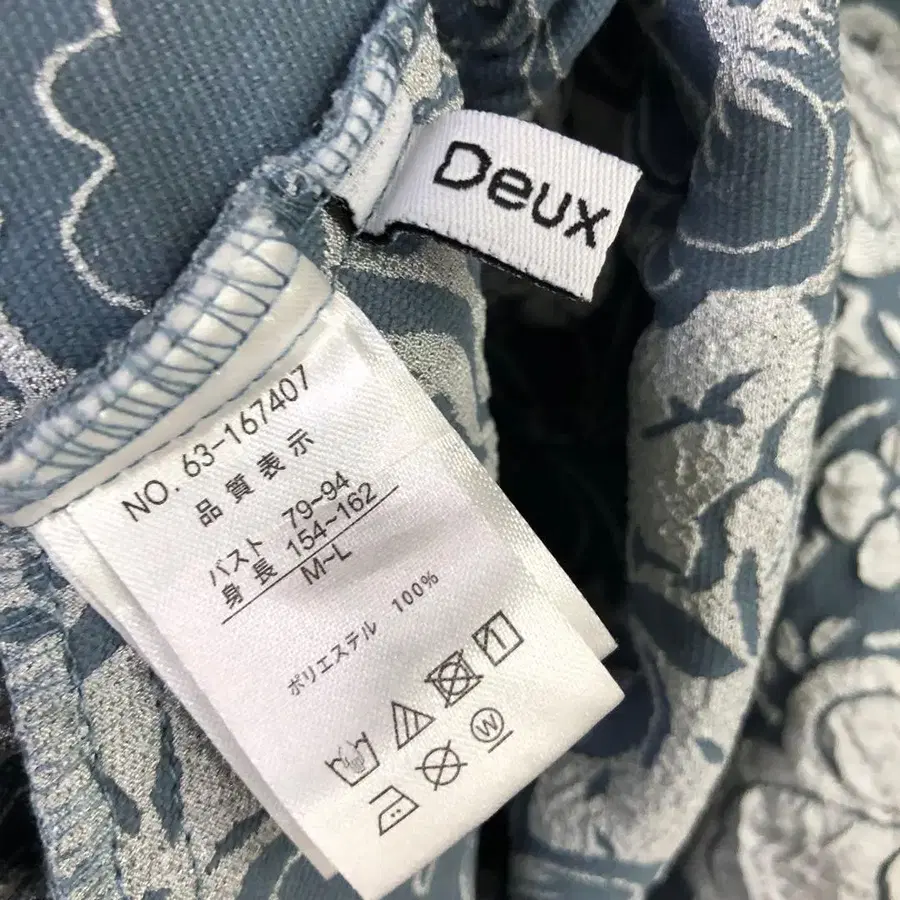 Deux
NO. 63-167407
品質表示
バスト 79~94
身長 154~162
M~L
ポリエステル 100%
W